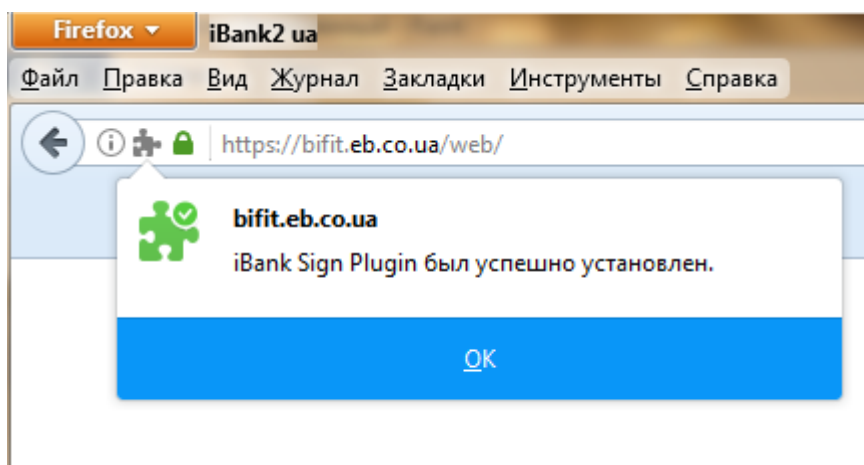 Firefox
iBank2 ua
Файл Правка Вид Журнал Закладки Инструменты Справка
https://bifit.eb.co.ua/web/
bifit.eb.co.ua
iBank Sign Plugin был успешно установлен.
OK